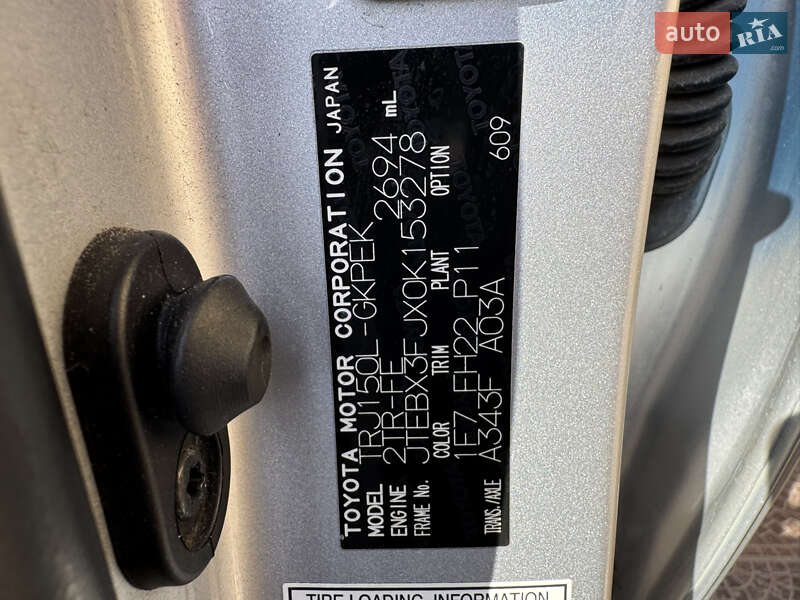 auto RIA.com
TOYOTA MOTOR CORPORATION JAPAN
MODEL TRJ150L-GKPEK
ENGINE 2TR-FE 2694 mL
FRAME No. JTEBX3FJX0K153278
COLOR TRIM PLANT OPTION
1E7 FH22 P11 609
TRANS./AXLE A343F A03A
TIRE LOADING INFORMATION